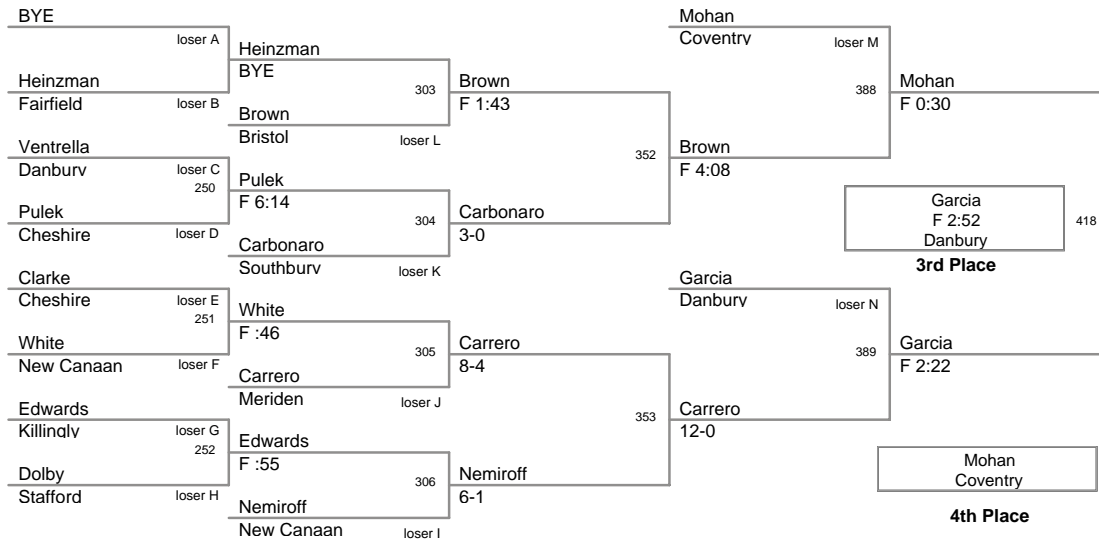 BYE
loser A
Heinzman
Fairfield
loser B
Ventrella
Danbury
loser C
250
Pulek
Cheshire
loser D
Clarke
Cheshire
loser E
251
White
New Canaan
loser F
Edwards
Killingly
loser G
252
Dolby
Stafford
loser H
Heinzman
BYE
303
Brown
Bristol
loser L
Pulek
F 6:14
304
Carbonaro
Southbury
loser K
White
F :46
305
Carrero
Meriden
loser J
Edwards
F :55
306
Nemiroff
New Canaan
loser I
Brown
F 1:43
352
Carbonaro
3-0
Carrero
8-4
353
Nemiroff
6-1
Mohan
Coventry
loser M
388
Brown
F 4:08
Garcia
Danbury
loser N
389
Carrero
12-0
Mohan
F 0:30
Garcia
F 2:52
Danbury
418
3rd Place
Garcia
F 2:22
Mohan
Coventry
4th Place